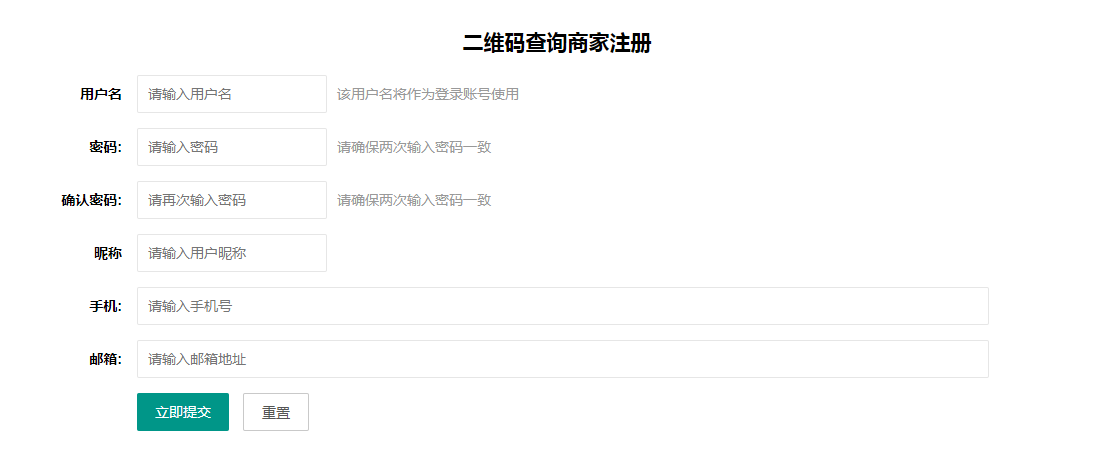 二维码查询商家注册
用户名 请输入用户名 该用户名将作为登录账号使用
密码： 请输入密码 请确保两次输入密码一致
确认密码： 请再次输入密码 请确保两次输入密码一致
昵称 请输入用户昵称
手机： 请输入手机号
邮箱： 请输入邮箱地址
立即提交 重置